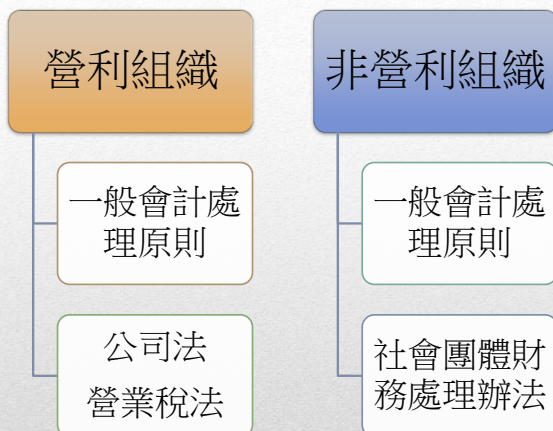 營利組織
一般會計處
理原則
公司法
營業稅法
非營利組織
一般會計處
理原則
社會團體財
務處理辦法